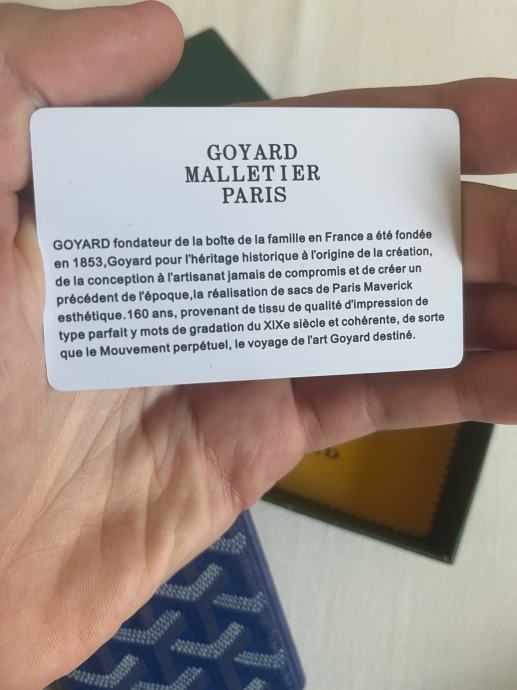 GOYARD
MALLETIER
PARIS
GOYARD fondateur de la boîte de la famille en France a été fondée
en 1853,Goyard pour l'héritage historique à l'origine de la création,
de la conception à l'artisanat jamais de compromis et de créer un
précédent de l'époque,la réalisation de sacs de Paris Maverick
esthétique.160 ans, provenant de tissu de qualité d'impression de
type parfait y mots de gradation du XIXe siècle et cohérente, de sorte
que le Mouvement perpétuel, le voyage de l'art Goyard destiné.